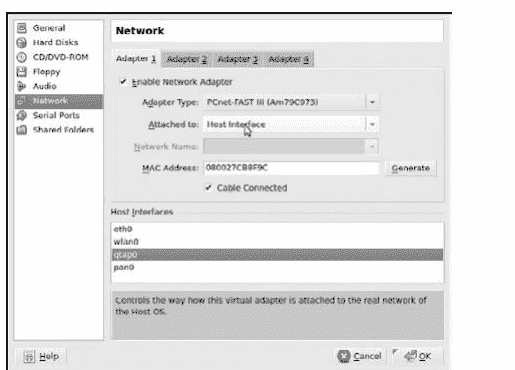 General
Hard Disks
CD/DVD-ROM
Floppy
Audio
Network
Serial Ports
Shared Folders
Network
Adapter 1 Adapter 2 Adapter 3 Adapter 4
Enable Network Adapter
Adapter Type: PCnet-FAST III (Am79C973)
Attached to: Host Interface
Network Name:
MAC Address: 080027CB8F9C Generate
Cable Connected
Host Interfaces
eth0
wlan0
qtap0
pan0
Controls the way how this virtual adapter is attached to the real network of
the Host OS.
Help Cancel OK